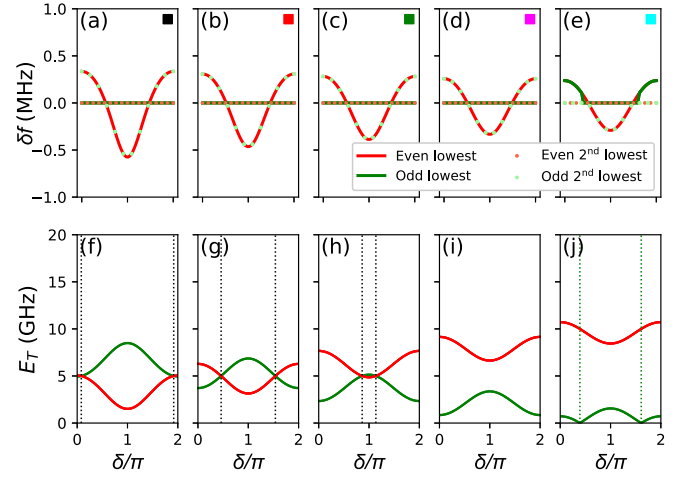 (a) (b) (c) (d) (e)
1.0
0.5
0.0
−0.5
−1.0
δf (MHz)
Even lowest
Odd lowest
Even 2nd lowest
Odd 2nd lowest
(f) (g) (h) (i) (j)
20
15
10
5
0
E_T (GHz)
0 1 2 0 1 2 0 1 2 0 1 2 0 1 2
δ/π δ/π δ/π δ/π δ/π